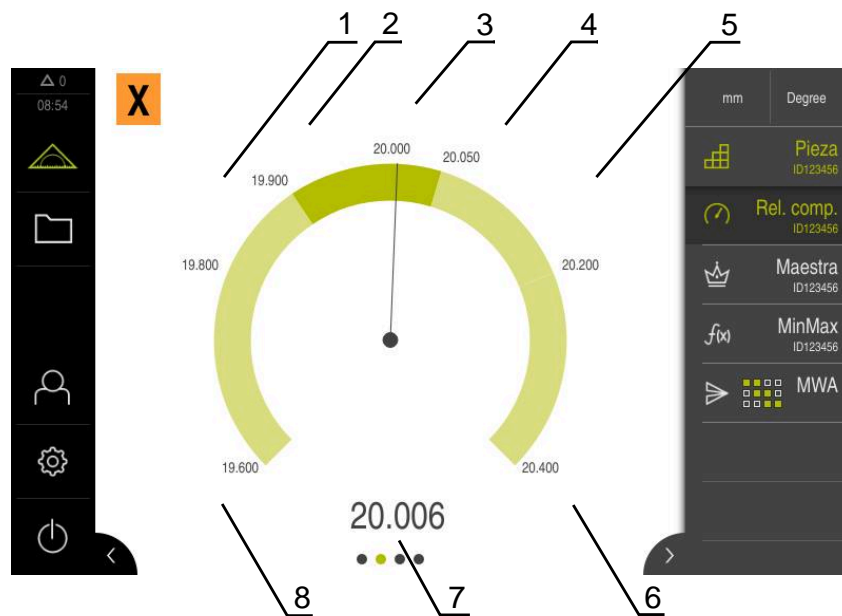 1 2 3 4 5
△ 0
08:54
X
mm Degree
Pieza
ID123456
Rel. comp.
ID123456
Maestra
ID123456
f(x) MinMax
ID123456
MWA
20.000
20.050
19.900
19.800
20.200
19.600
20.400
20.006
8 7 6